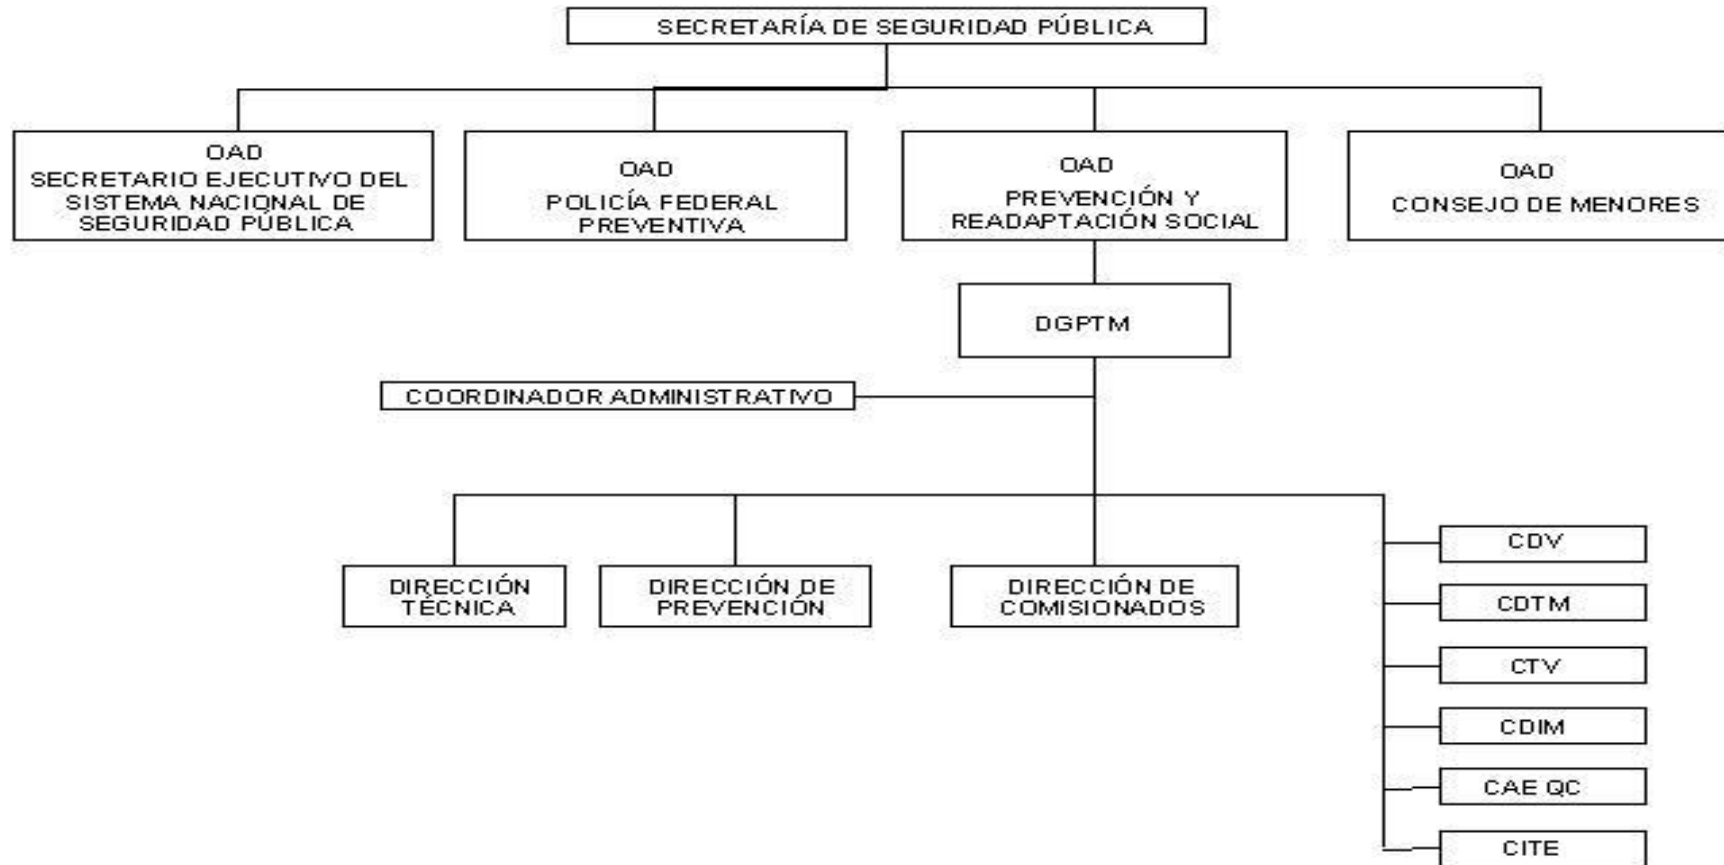 SECRETARÍA DE SEGURIDAD PÚBLICA
OAD
SECRETARIO EJECUTIVO DEL
SISTEMA NACIONAL DE
SEGURIDAD PÚBLICA
OAD
POLICÍA FEDERAL
PREVENTIVA
OAD
PREVENCIÓN Y
READAPTACIÓN SOCIAL
OAD
CONSEJO DE MENORES
DGPTM
COORDINADOR ADMINISTRATIVO
DIRECCIÓN
TÉCNICA
DIRECCIÓN DE
PREVENCIÓN
DIRECCIÓN DE
COMISIONADOS
CDV
CDTM
CTV
CDIM
CAE QC
CITE